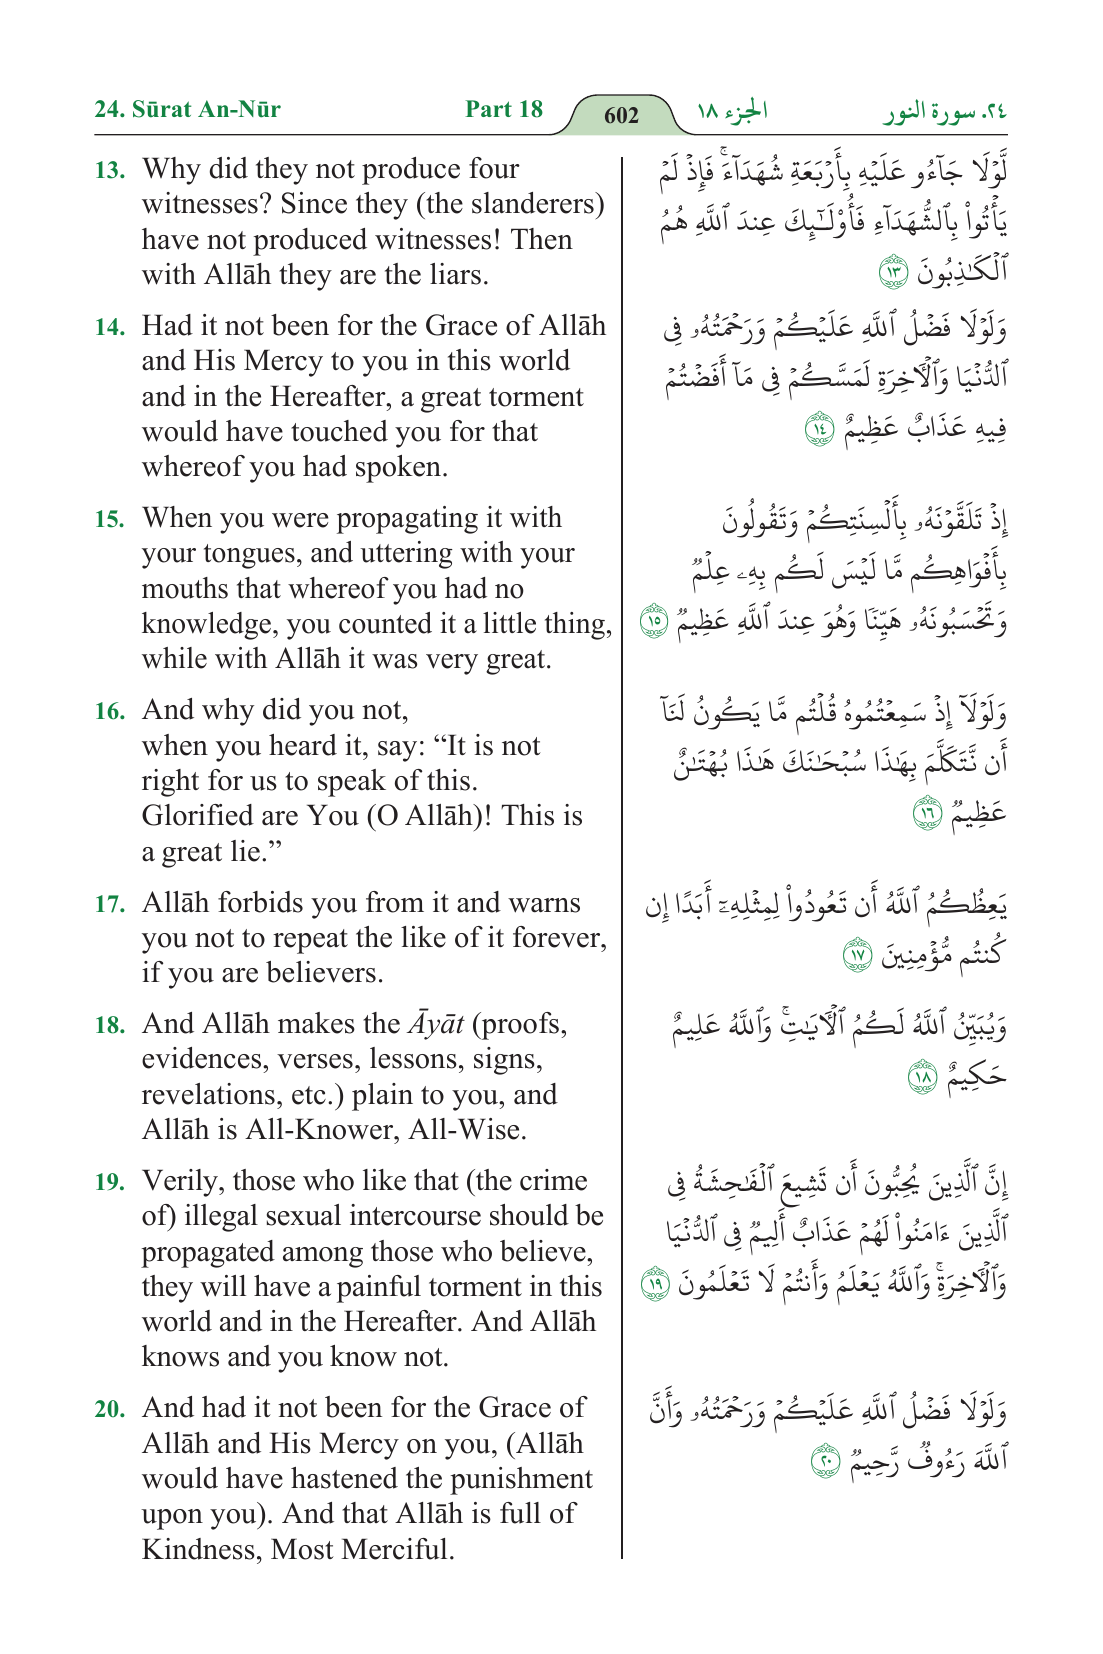 24. Sūrat An-Nūr
Part 18
602
الجزء ١٨
٢٤. سورة النور
13. Why did they not produce four
witnesses? Since they (the slanderers)
have not produced witnesses! Then
with Allāh they are the liars.
14. Had it not been for the Grace of Allāh
and His Mercy to you in this world
and in the Hereafter, a great torment
would have touched you for that
whereof you had spoken.
15. When you were propagating it with
your tongues, and uttering with your
mouths that whereof you had no
knowledge, you counted it a little thing,
while with Allāh it was very great.
16. And why did you not,
when you heard it, say: “It is not
right for us to speak of this.
Glorified are You (O Allāh)! This is
a great lie.”
17. Allāh forbids you from it and warns
you not to repeat the like of it forever,
if you are believers.
18. And Allāh makes the Āyāt (proofs,
evidences, verses, lessons, signs,
revelations, etc.) plain to you, and
Allāh is All-Knower, All-Wise.
19. Verily, those who like that (the crime
of) illegal sexual intercourse should be
propagated among those who believe,
they will have a painful torment in this
world and in the Hereafter. And Allāh
knows and you know not.
20. And had it not been for the Grace of
Allāh and His Mercy on you, (Allāh
would have hastened the punishment
upon you). And that Allāh is full of
Kindness, Most Merciful.
لَّوْلَا جَآءُو عَلَيْهِ بِأَرْبَعَةِ شُهَدَآءَۚ فَإِذْ لَمْ
يَأْتُوا۟ بِٱلشُّهَدَآءِ فَأُو۟لَـٰٓئِكَ عِندَ ٱللَّهِ هُمُ
ٱلْكَـٰذِبُونَ ١٣
وَلَوْلَا فَضْلُ ٱللَّهِ عَلَيْكُمْ وَرَحْمَتُهُۥ فِى
ٱلدُّنْيَا وَٱلْـَٔاخِرَةِ لَمَسَّكُمْ فِى مَآ أَفَضْتُمْ
فِيهِ عَذَابٌ عَظِيمٌ ١٤
إِذْ تَلَقَّوْنَهُۥ بِأَلْسِنَتِكُمْ وَتَقُولُونَ
بِأَفْوَاهِكُم مَّا لَيْسَ لَكُم بِهِۦ عِلْمٌ
وَتَحْسَبُونَهُۥ هَيِّنًا وَهُوَ عِندَ ٱللَّهِ عَظِيمٌ ١٥
وَلَوْلَآ إِذْ سَمِعْتُمُوهُ قُلْتُم مَّا يَكُونُ لَنَآ
أَن نَّتَكَلَّمَ بِهَـٰذَا سُبْحَـٰنَكَ هَـٰذَا بُهْتَـٰنٌ
عَظِيمٌ ١٦
يَعِظُكُمُ ٱللَّهُ أَن تَعُودُوا۟ لِمِثْلِهِۦٓ أَبَدًا إِن
كُنتُم مُّؤْمِنِينَ ١٧
وَيُبَيِّنُ ٱللَّهُ لَكُمُ ٱلْـَٔايَـٰتِۚ وَٱللَّهُ عَلِيمٌ
حَكِيمٌ ١٨
إِنَّ ٱلَّذِينَ يُحِبُّونَ أَن تَشِيعَ ٱلْفَـٰحِشَةُ فِى
ٱلَّذِينَ ءَامَنُوا۟ لَهُمْ عَذَابٌ أَلِيمٌ فِى ٱلدُّنْيَا
وَٱلْـَٔاخِرَةِۚ وَٱللَّهُ يَعْلَمُ وَأَنتُمْ لَا تَعْلَمُونَ ١٩
وَلَوْلَا فَضْلُ ٱللَّهِ عَلَيْكُمْ وَرَحْمَتُهُۥ وَأَنَّ
ٱللَّهَ رَءُوفٌ رَّحِيمٌ ٢٠